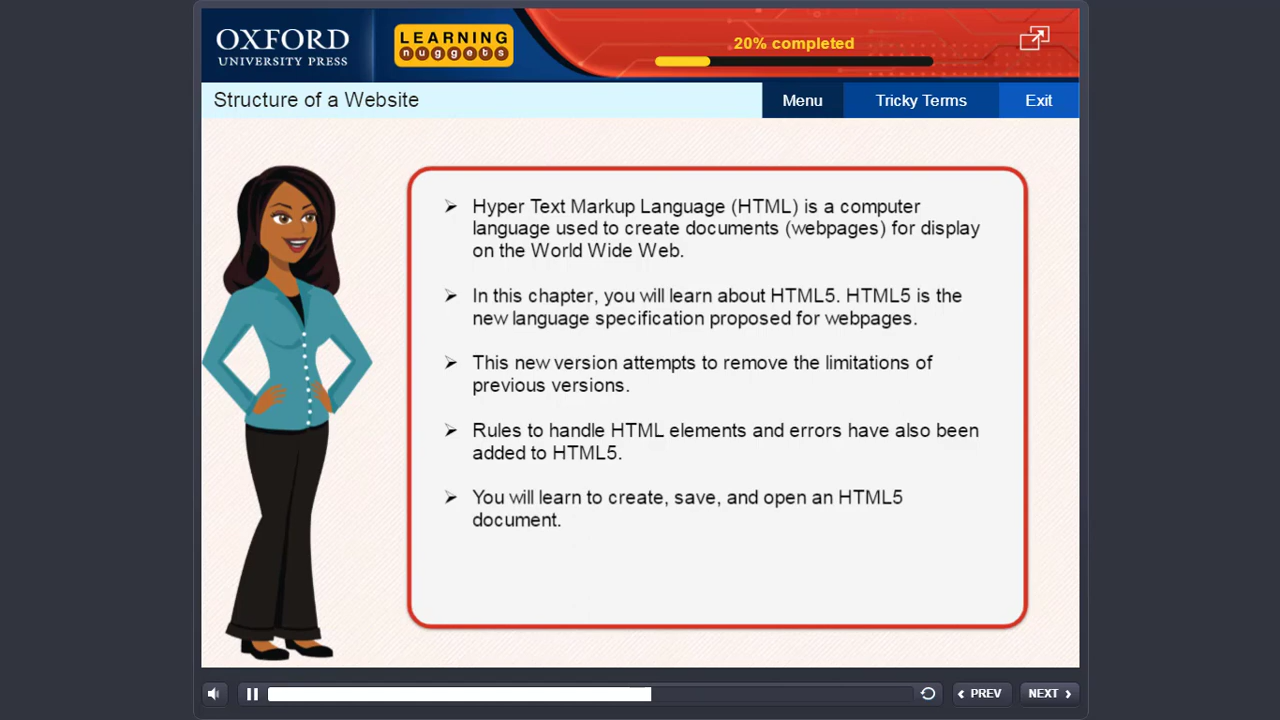 OXFORD
UNIVERSITY PRESS
LEARNING
nuggets
20% completed
Structure of a Website
Menu
Tricky Terms
Exit
➢ Hyper Text Markup Language (HTML) is a computer
language used to create documents (webpages) for display
on the World Wide Web.
➢ In this chapter, you will learn about HTML5. HTML5 is the
new language specification proposed for webpages.
➢ This new version attempts to remove the limitations of
previous versions.
➢ Rules to handle HTML elements and errors have also been
added to HTML5.
➢ You will learn to create, save, and open an HTML5
document.
PREV
NEXT